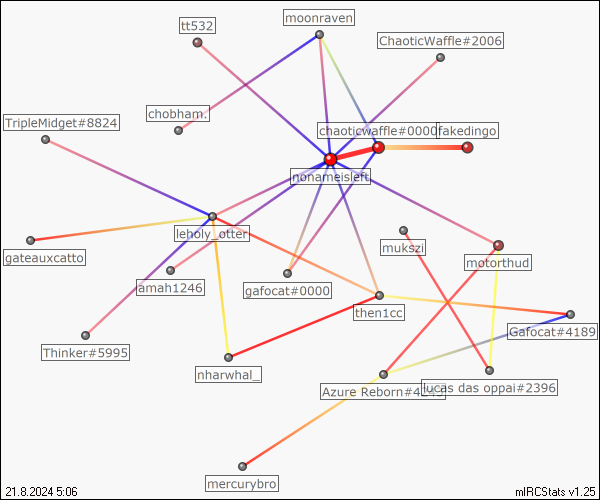 moonraven
tt532
ChaoticWaffle#2006
chobham.
TripleMidget#8824
chaoticwaffle#0000
fakedingo
nonameisleft
leholy_otter
mukszi
gateauxcatto
motorthud
amah1246
gafocat#0000
then1cc
Gafocat#4189
Thinker#5995
nharwhal_
Azure Reborn#4
lucas das oppai#2396
mercurybro
21.8.2024 5:06
mIRCStats v1.25